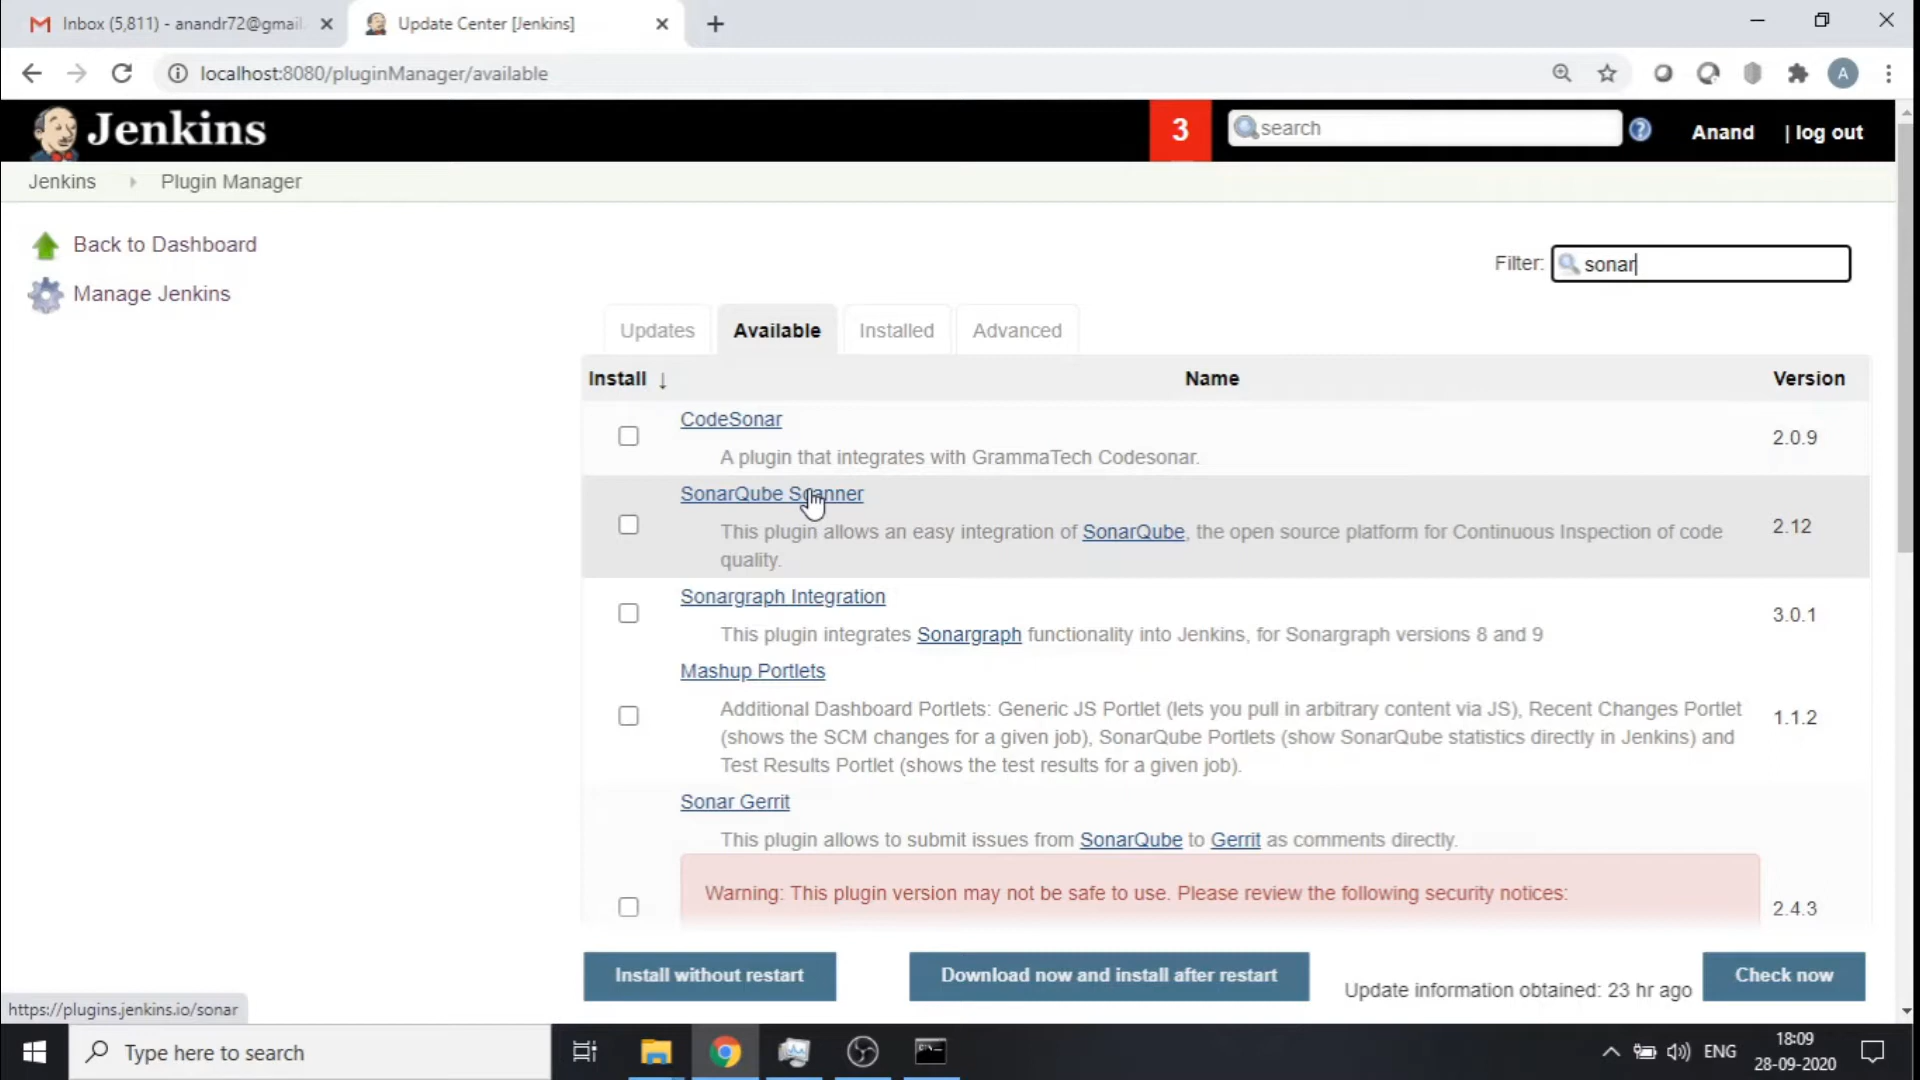 Inbox (5,811) - anandr72@gmail.
Update Center [Jenkins]
localhost:8080/pluginManager/available
A
Jenkins
3
search
Anand
| log out
Jenkins
Plugin Manager
Back to Dashboard
Manage Jenkins
Filter:
sonar
Updates
Available
Installed
Advanced
Install ↓
Name
Version
CodeSonar
A plugin that integrates with GrammaTech Codesonar.
2.0.9
SonarQube Scanner
This plugin allows an easy integration of SonarQube, the open source platform for Continuous Inspection of code
quality.
2.12
Sonargraph Integration
This plugin integrates Sonargraph functionality into Jenkins, for Sonargraph versions 8 and 9
3.0.1
Mashup Portlets
Additional Dashboard Portlets: Generic JS Portlet (lets you pull in arbitrary content via JS), Recent Changes Portlet
(shows the SCM changes for a given job), SonarQube Portlets (show SonarQube statistics directly in Jenkins) and
Test Results Portlet (shows the test results for a given job).
1.1.2
Sonar Gerrit
This plugin allows to submit issues from SonarQube to Gerrit as comments directly.
Warning: This plugin version may not be safe to use. Please review the following security notices:
2.4.3
Install without restart
Download now and install after restart
Update information obtained: 23 hr ago
Check now
https://plugins.jenkins.io/sonar
Type here to search
ENG
18:09
28-09-2020